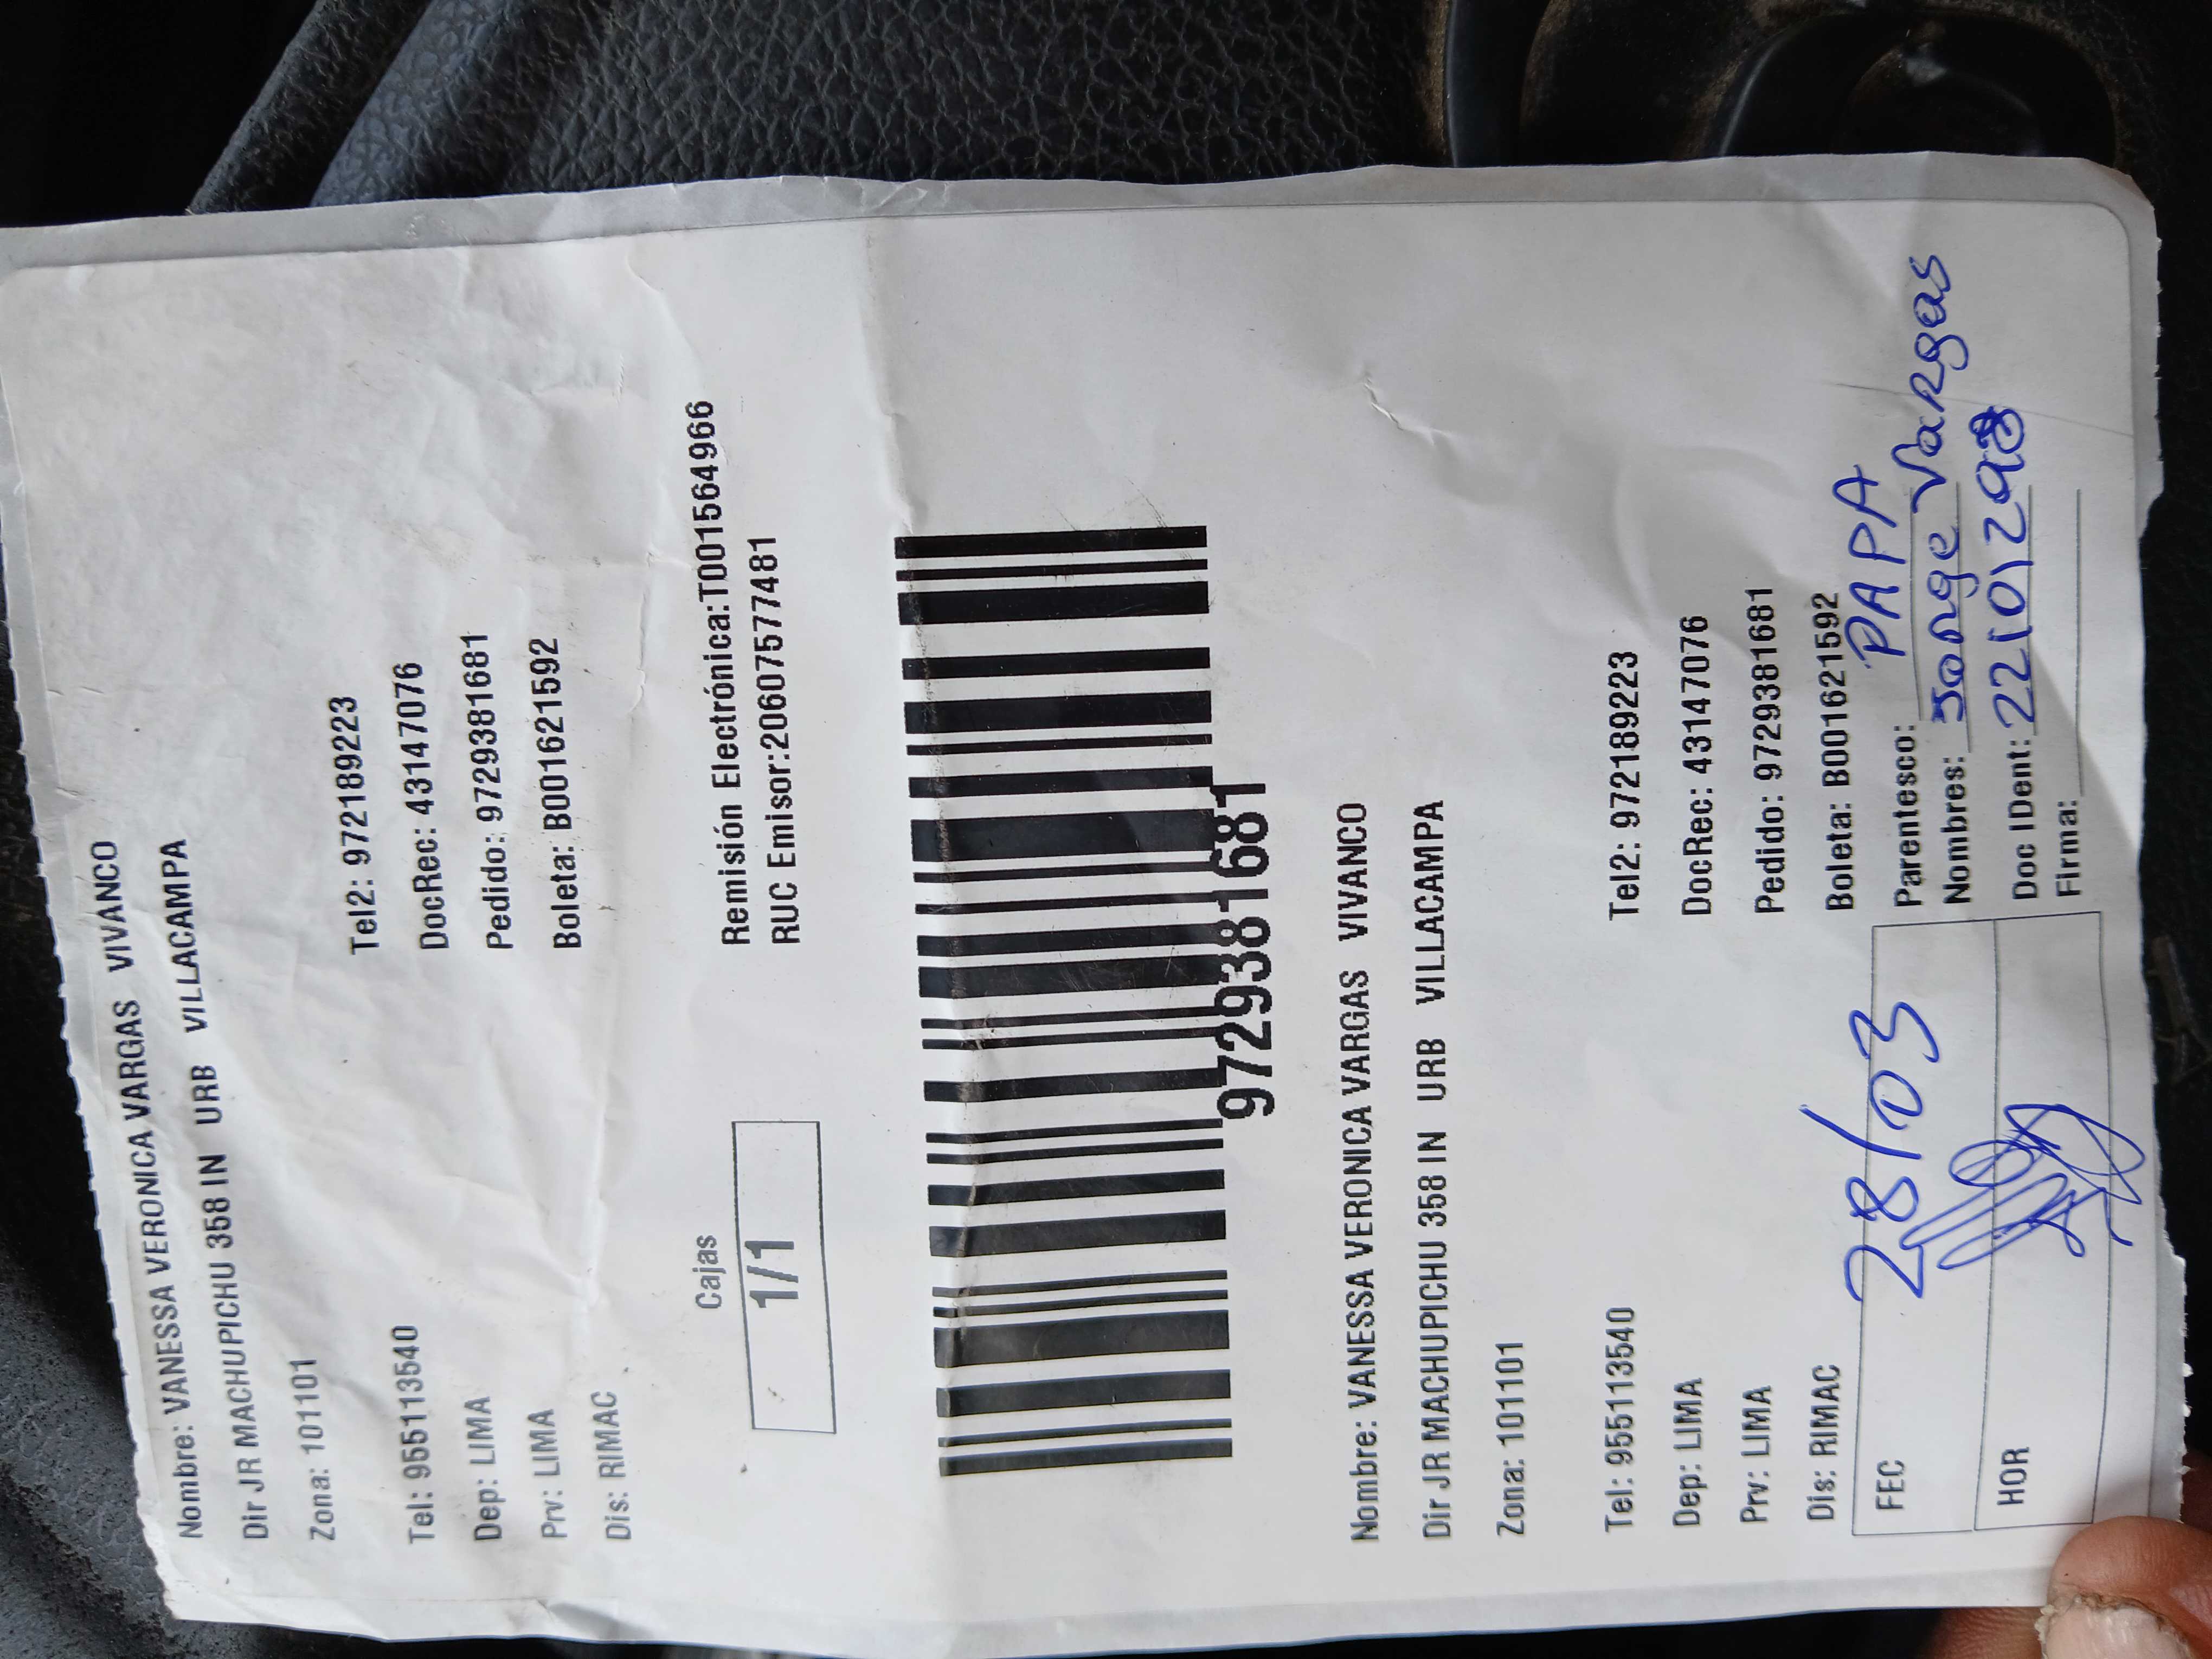 Nombre: VANESSA VERONICA VARGAS VIVANCO
Dir JR MACHUPICHU 358 IN URB VILLACAMPA
Zona: 101101
Tel: 955113540 Tel2: 972189223
Dep: LIMA DocRec: 43147076
Prv: LIMA Pedido: 9729381681
Dis: RIMAC Boleta: B001621592
Cajas
1/1
Remisión Electrónica:T001564966
RUC Emisor:20607577481
9729381681
Nombre: VANESSA VERONICA VARGAS VIVANCO
Dir JR MACHUPICHU 358 IN URB VILLACAMPA
Zona: 101101
Tel: 955113540 Tel2: 972189223
Dep: LIMA DocRec: 43147076
Prv: LIMA Pedido: 9729381681
Dis: RIMAC Boleta: B001621592
FEC 28/03
HOR
Parentesco: PAPA
Nombres: Jorge Vargas
Doc IDent:
Firma: